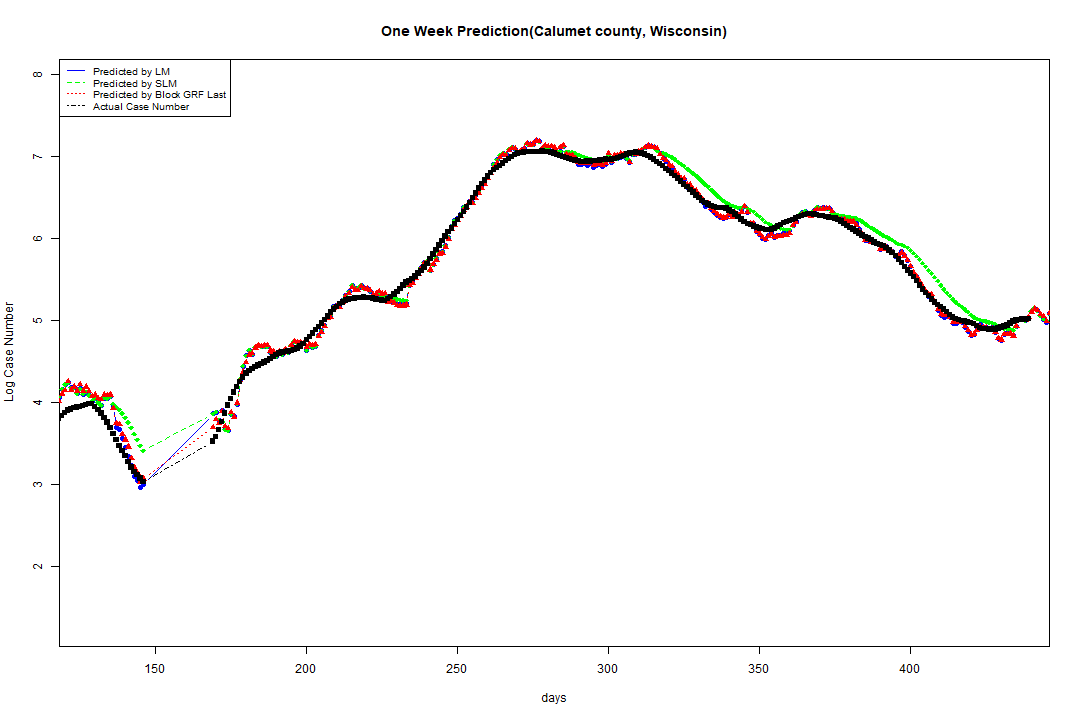 One Week Prediction(Calumet county, Wisconsin)
Predicted by LM
Predicted by SLM
Predicted by Block GRF Last
Actual Case Number
8
7
6
5
4
3
2
Log Case Number
150 200 250 300 350 400
days